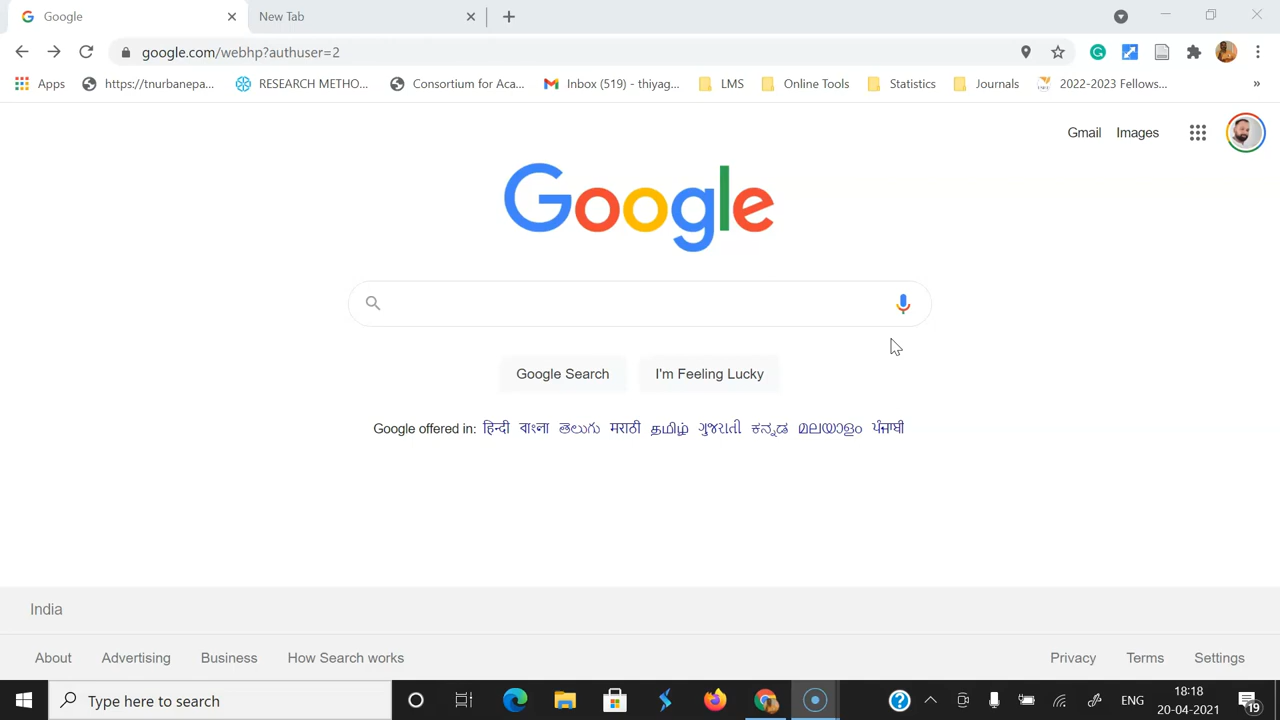 Google
New Tab
google.com/webhp?authuser=2
Apps
https://tnurbanepa...
RESEARCH METHO...
Consortium for Aca...
Inbox (519) - thiyag...
LMS
Online Tools
Statistics
Journals
2022-2023 Fellows...
»
Gmail
Images
Google
Google Search
I'm Feeling Lucky
Google offered in: हिन्दी বাংলা తెలుగు मराठी தமிழ் ગુજરાતી ಕನ್ನಡ മലയാളം ਪੰਜਾਬੀ
India
About
Advertising
Business
How Search works
Privacy
Terms
Settings
Type here to search
ENG
18:18
20-04-2021
19